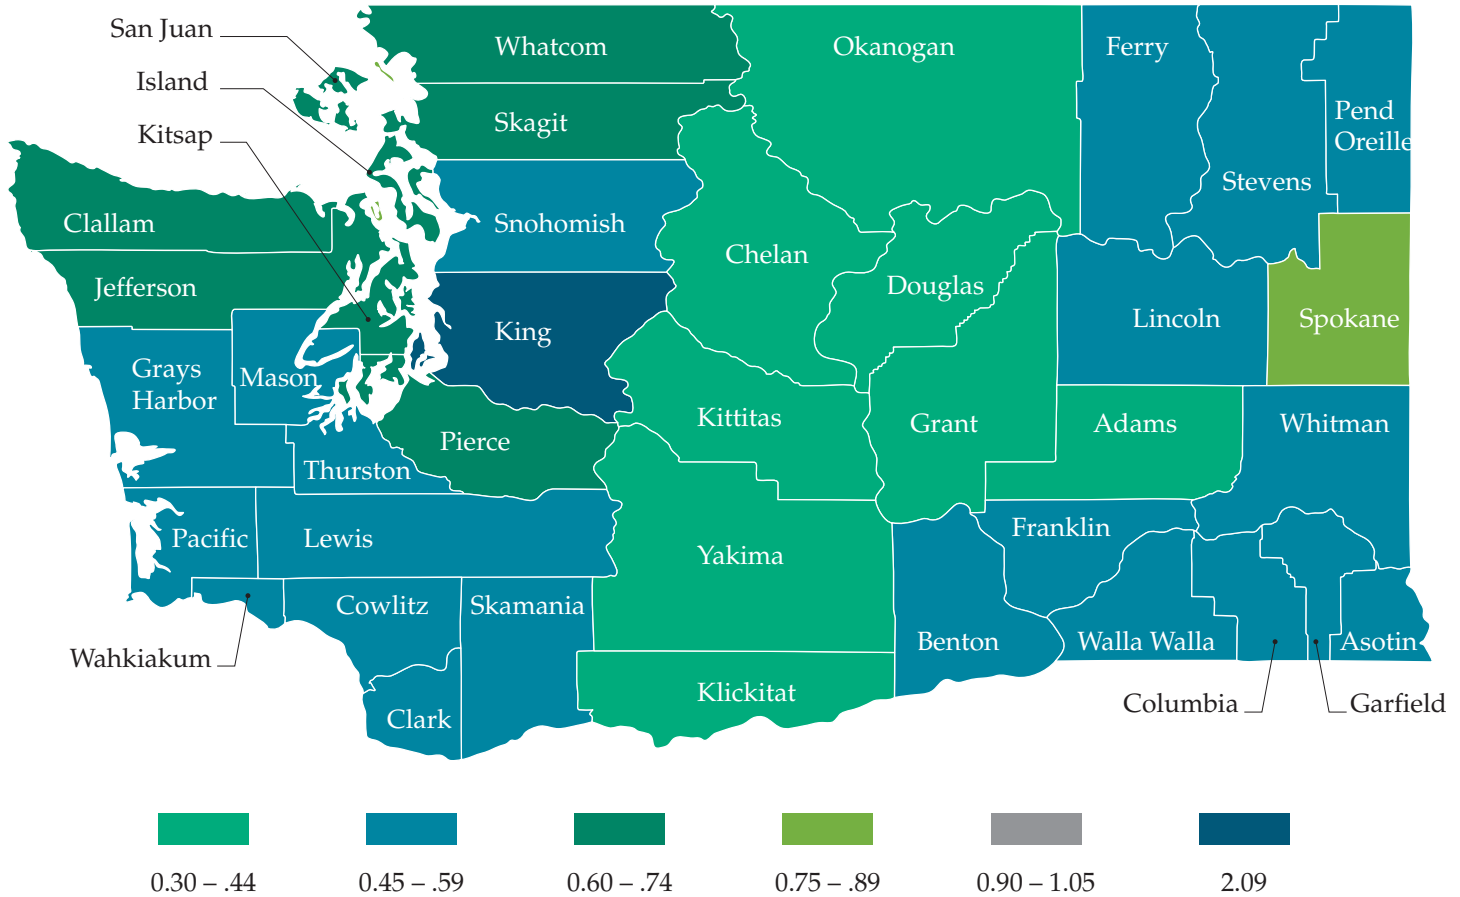 San Juan
Whatcom
Okanogan
Ferry
Island
Skagit
Pend
Oreille
Kitsap
Stevens
Clallam
Snohomish
Chelan
Jefferson
Douglas
King
Lincoln
Spokane
Grays
Harbor
Mason
Kittitas
Grant
Adams
Whitman
Pierce
Thurston
Pacific
Lewis
Franklin
Yakima
Cowlitz
Skamania
Wahkiakum
Benton
Walla Walla
Asotin
Klickitat
Columbia
Garfield
Clark
0.30 – .44
0.45 – .59
0.60 – .74
0.75 – .89
0.90 – 1.05
2.09